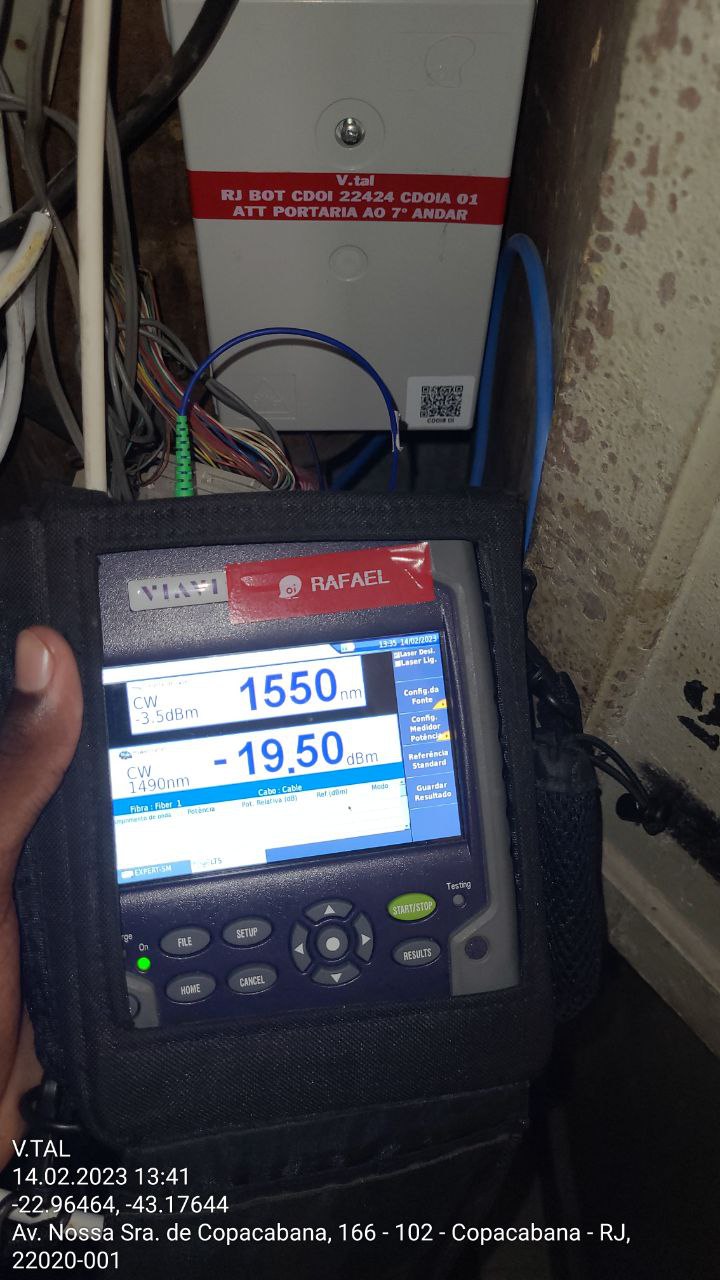 V.tal
RJ BOT CDOI 22424 CDOIA 01
ATT PORTARIA AO 7° ANDAR
VIAVI
oi RAFAEL
13:35 14/02/2023
Laser Desl.
Laser Lig.
CW
-3.5dBm
1550 nm
Config.da
Fonte
Config.
Medidor
Potência
CW
1490nm
-19.50 dBm
Referência
Standard
Fibra : Fiber 1
Cabo : Cable
Potência
Pot. Relativa (dB)
Ref.(dBm)
Modo
Guardar
Resultado
EXPERT-SM
LTS
Testing
START/STOP
On
FILE
SETUP
HOME
CANCEL
RESULTS
V.TAL
14.02.2023 13:41
-22.96464, -43.17644
Av. Nossa Sra. de Copacabana, 166 - 102 - Copacabana - RJ,
22020-001